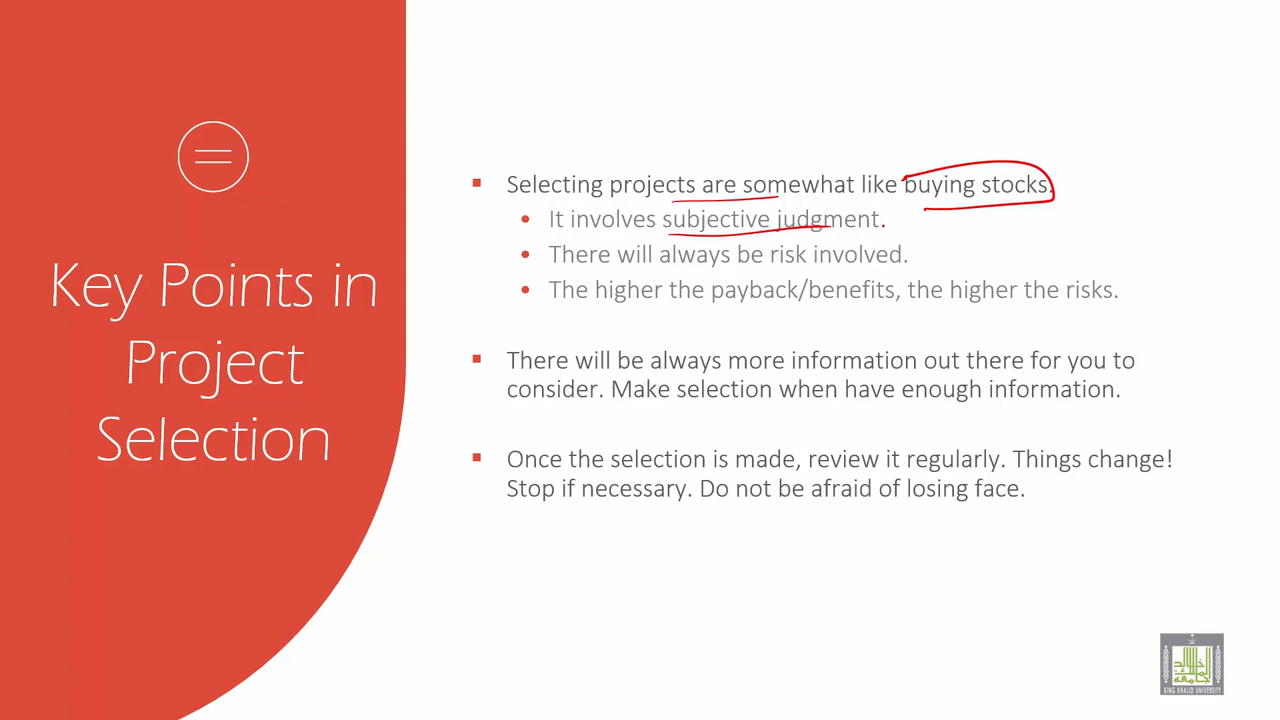 Key Points in
Project
Selection
Selecting projects are somewhat like buying stocks.
It involves subjective judgment.
There will always be risk involved.
The higher the payback/benefits, the higher the risks.
There will be always more information out there for you to
consider. Make selection when have enough information.
Once the selection is made, review it regularly. Things change!
Stop if necessary. Do not be afraid of losing face.
KING KHALID UNIVERSITY